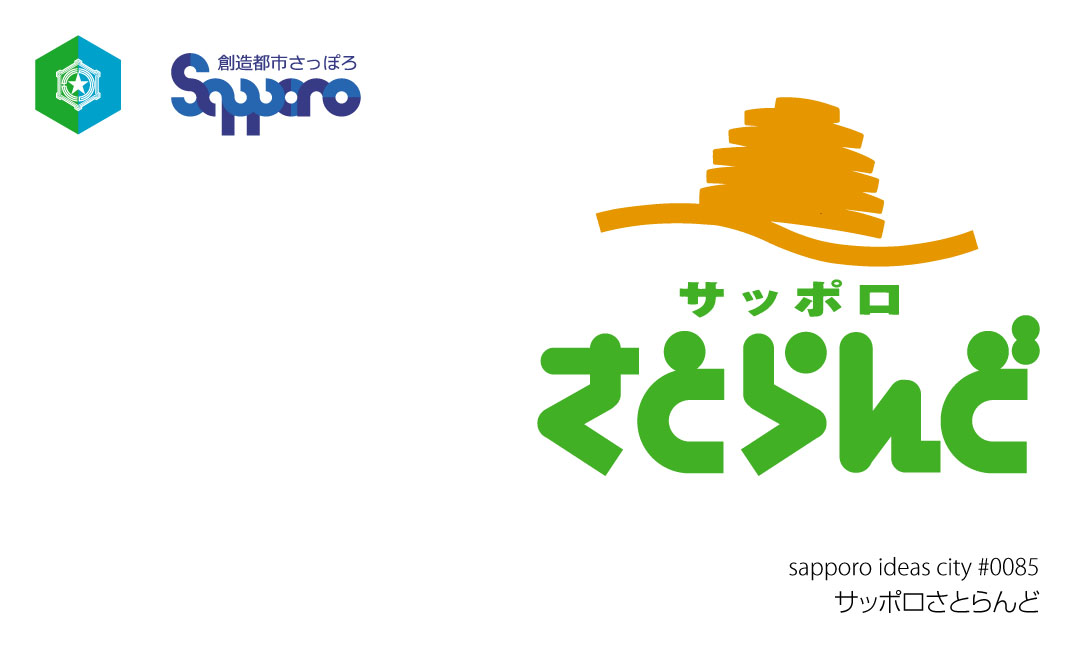 創造都市さっぽろ
Sapporo
サッポロ
さとらんど
sapporo ideas city #0085
サッポロさとらんど